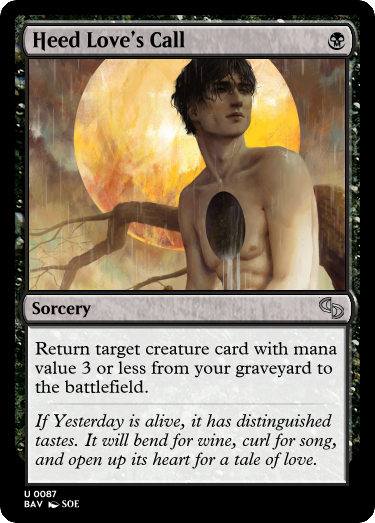 Heed Love's Call
Sorcery
Return target creature card with mana
value 3 or less from your graveyard to
the battlefield.
If Yesterday is alive, it has distinguished
tastes. It will bend for wine, curl for song,
and open up its heart for a tale of love.
U 0087
BAV SOE